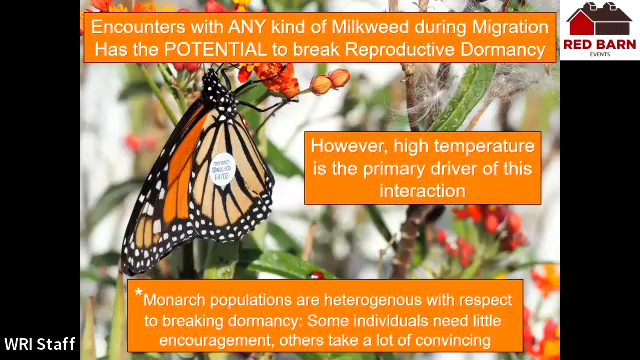 Encounters with ANY kind of Milkweed during Migration
Has the POTENTIAL to break Reproductive Dormancy
RED BARN
EVENTS
However, high temperature
is the primary driver of this
interaction
*Monarch populations are heterogenous with respect
to breaking dormancy: Some individuals need little
encouragement, others take a lot of convincing
WRI Staff